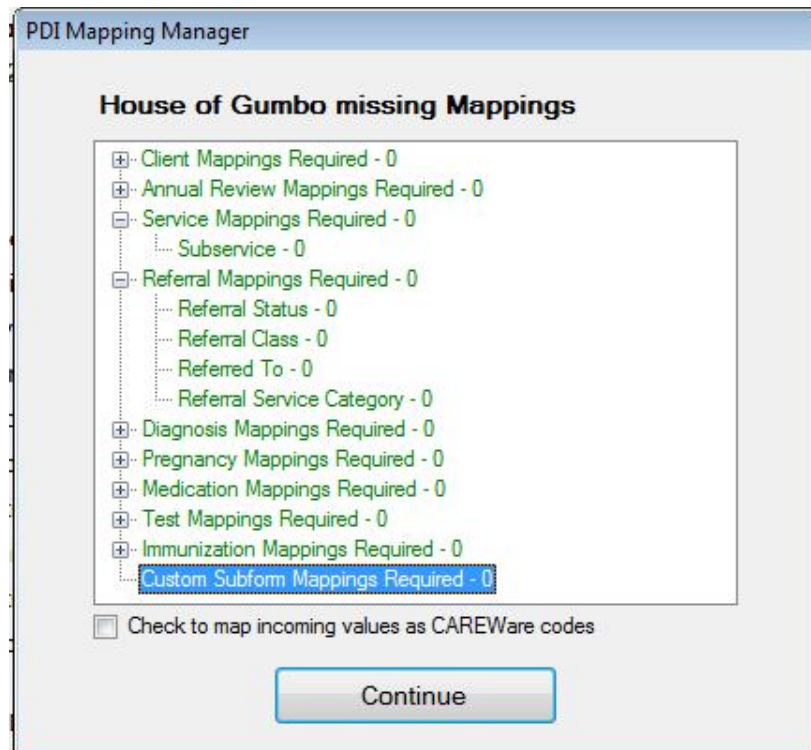 PDI Mapping Manager
House of Gumbo missing Mappings
Client Mappings Required - 0
Annual Review Mappings Required - 0
Service Mappings Required - 0
Subservice - 0
Referral Mappings Required - 0
Referral Status - 0
Referral Class - 0
Referred To - 0
Referral Service Category - 0
Diagnosis Mappings Required - 0
Pregnancy Mappings Required - 0
Medication Mappings Required - 0
Test Mappings Required - 0
Immunization Mappings Required - 0
Custom Subform Mappings Required - 0
Check to map incoming values as CAREWare codes
Continue